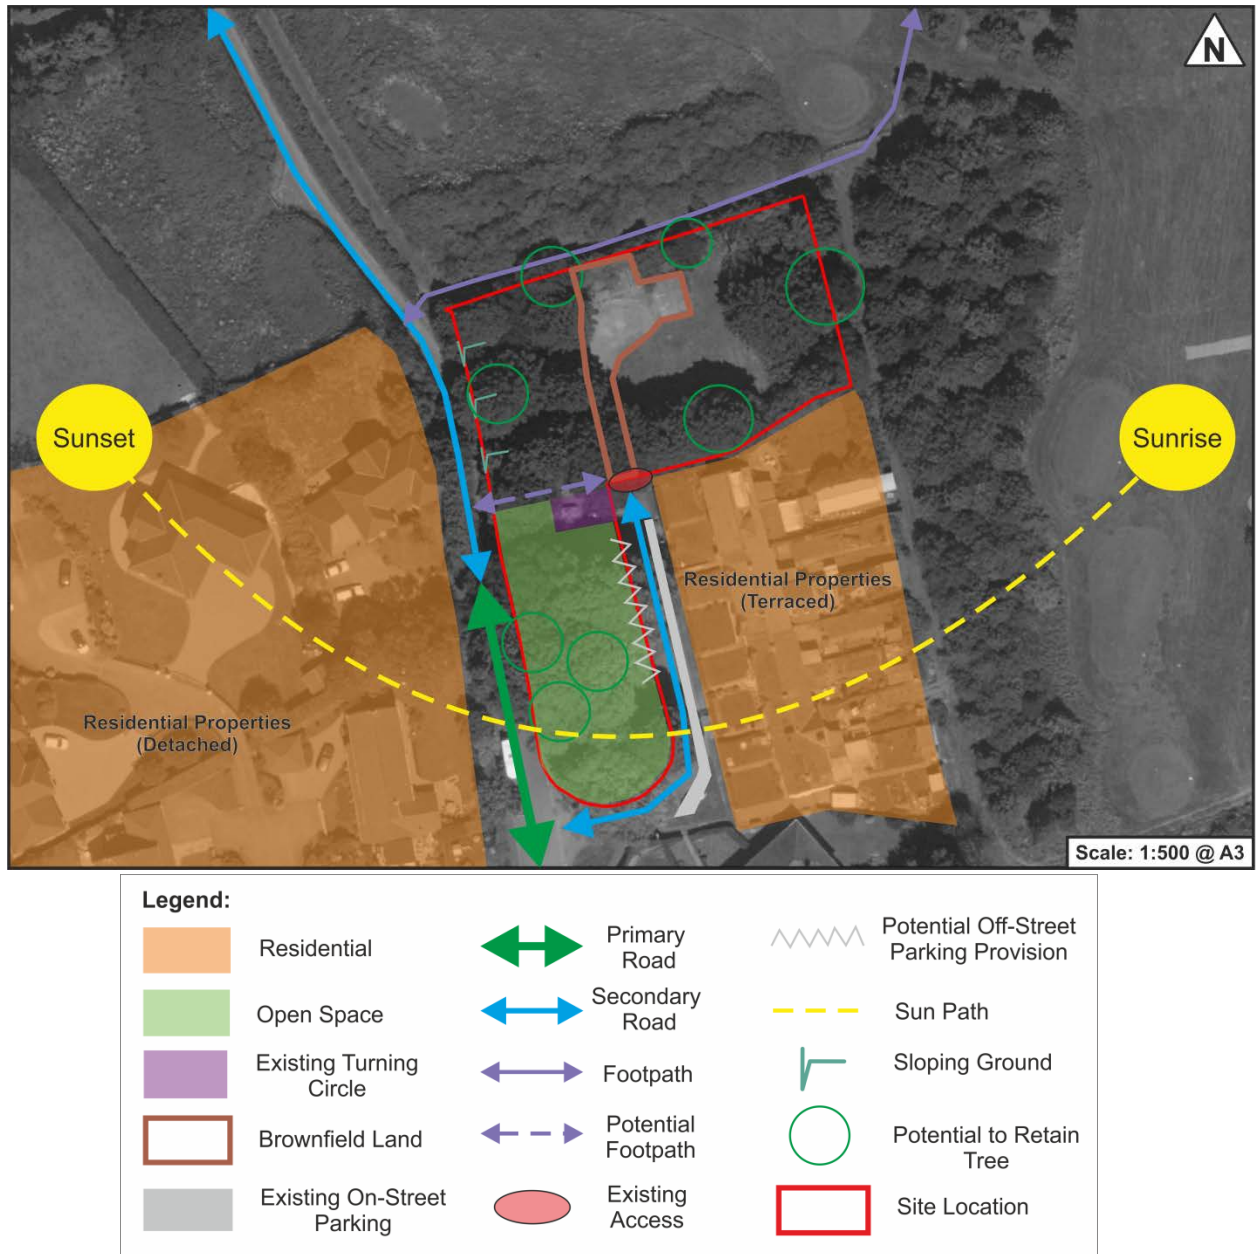 N
Sunset
Sunrise
Residential Properties
(Terraced)
Residential Properties
(Detached)
Scale: 1:500 @ A3
Legend:
Residential
Open Space
Existing Turning
Circle
Brownfield Land
Existing On-Street
Parking
Primary
Road
Secondary
Road
Footpath
Potential
Footpath
Existing
Access
Potential Off-Street
Parking Provision
Sun Path
Sloping Ground
Potential to Retain
Tree
Site Location